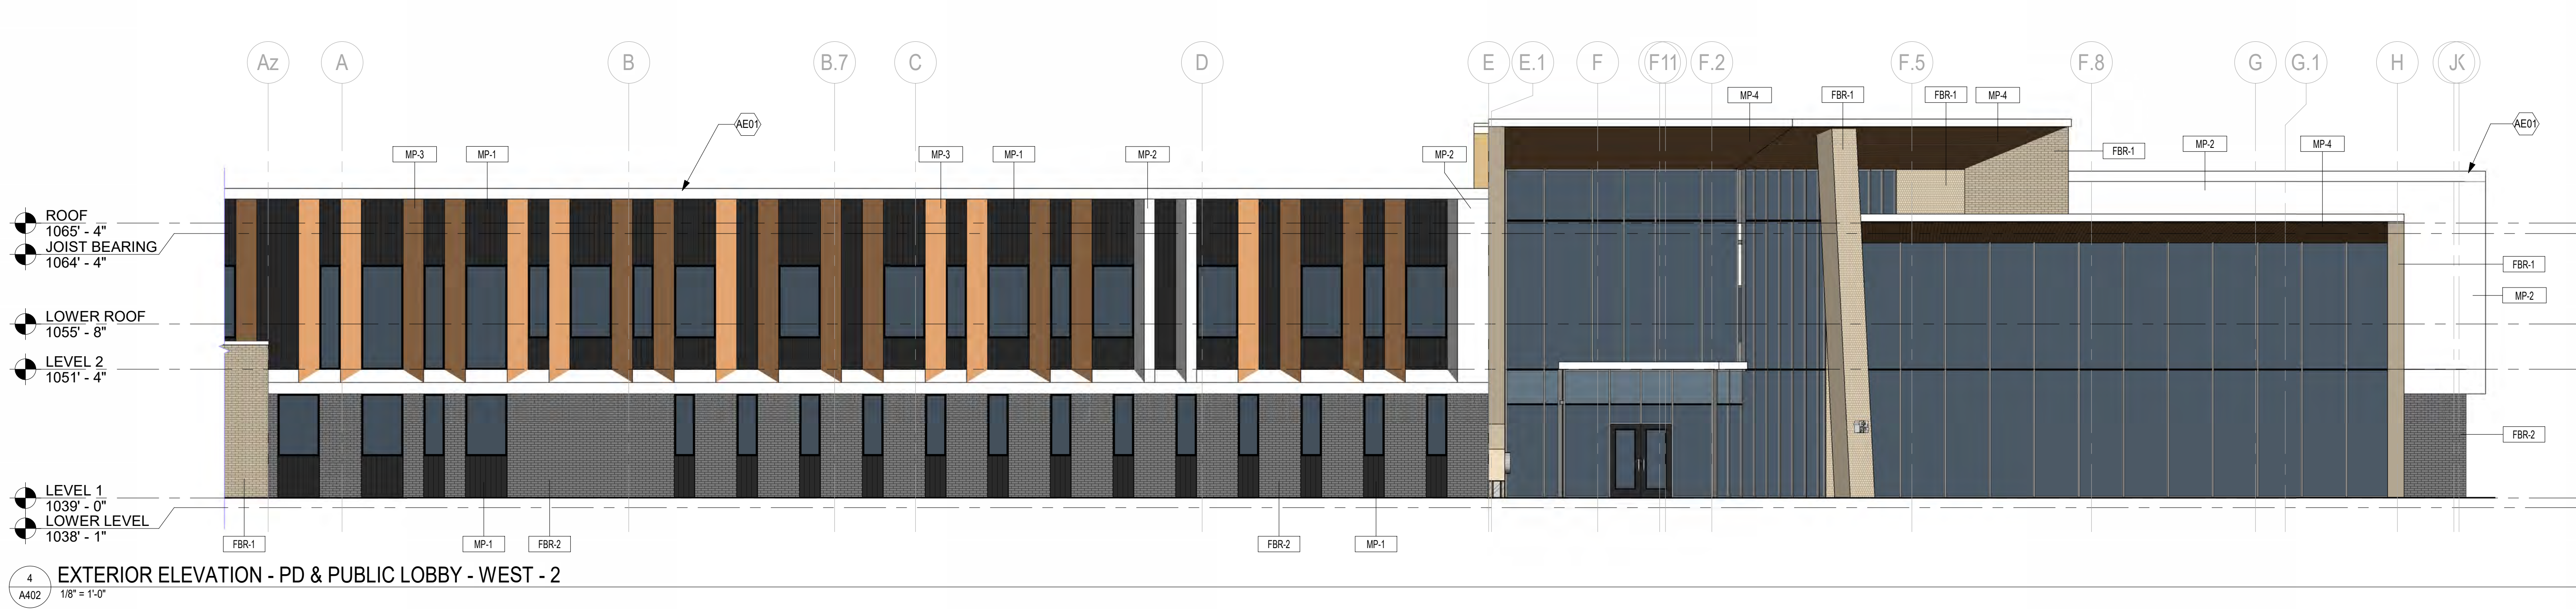 Az A B B.7 C D E E.1 F F.2 F.5 F.8 G G.1 H
MP-4 FBR-1 FBR-1 MP-4
AE01 AE01
MP-3 MP-1 MP-3 MP-1 MP-2 MP-2 FBR-1 MP-2 MP-4
ROOF
1065' - 4"
JOIST BEARING
1064' - 4"
FBR-1
MP-2
LOWER ROOF
1055' - 8"
LEVEL 2
1051' - 4"
FBR-2
LEVEL 1
1039' - 0"
LOWER LEVEL
1038' - 1"
FBR-1 MP-1 FBR-2 FBR-2 MP-1
4
A402
EXTERIOR ELEVATION - PD & PUBLIC LOBBY - WEST - 2
1/8" = 1'-0"